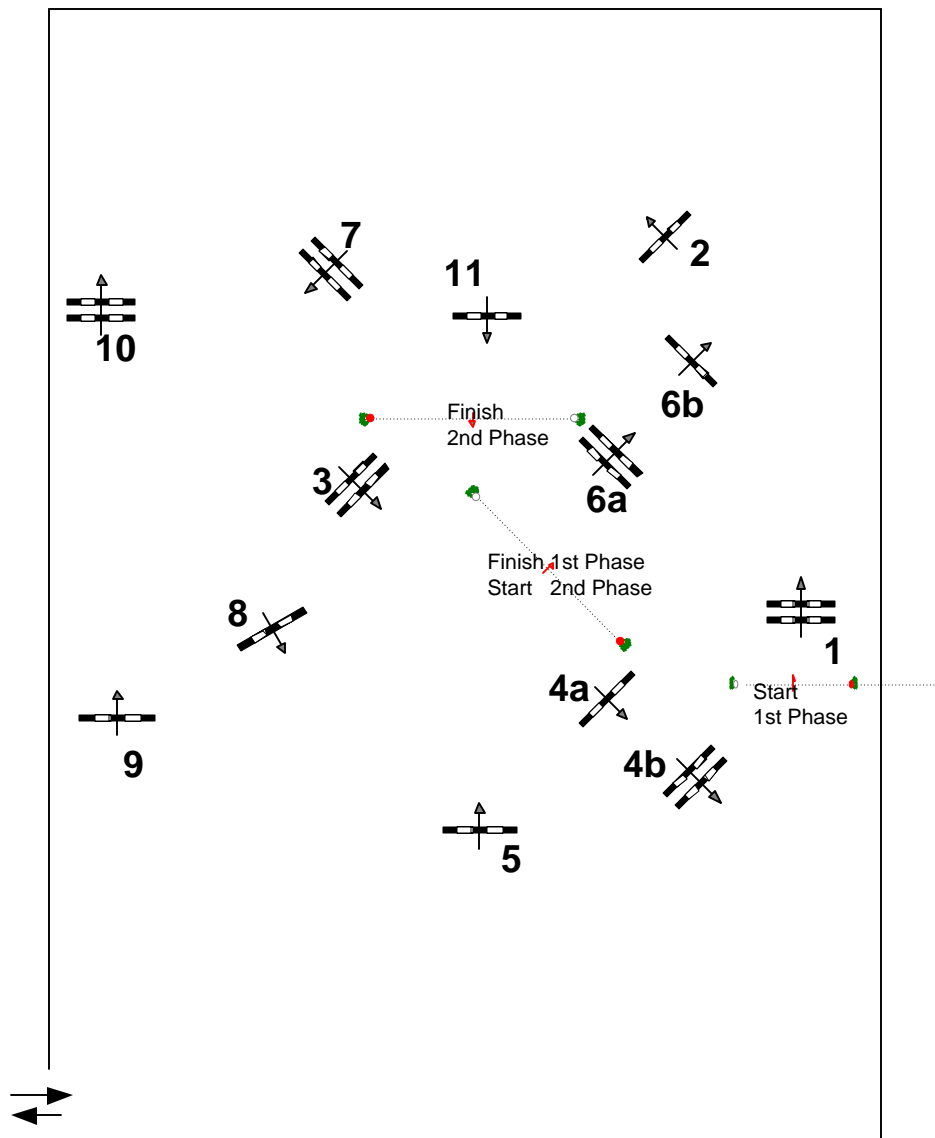 7
2
11
10
6b
Finish
2nd Phase
3
6a
Finish 1st Phase
Start 2nd Phase
8
1
4a
Start
1st Phase
9
4b
5